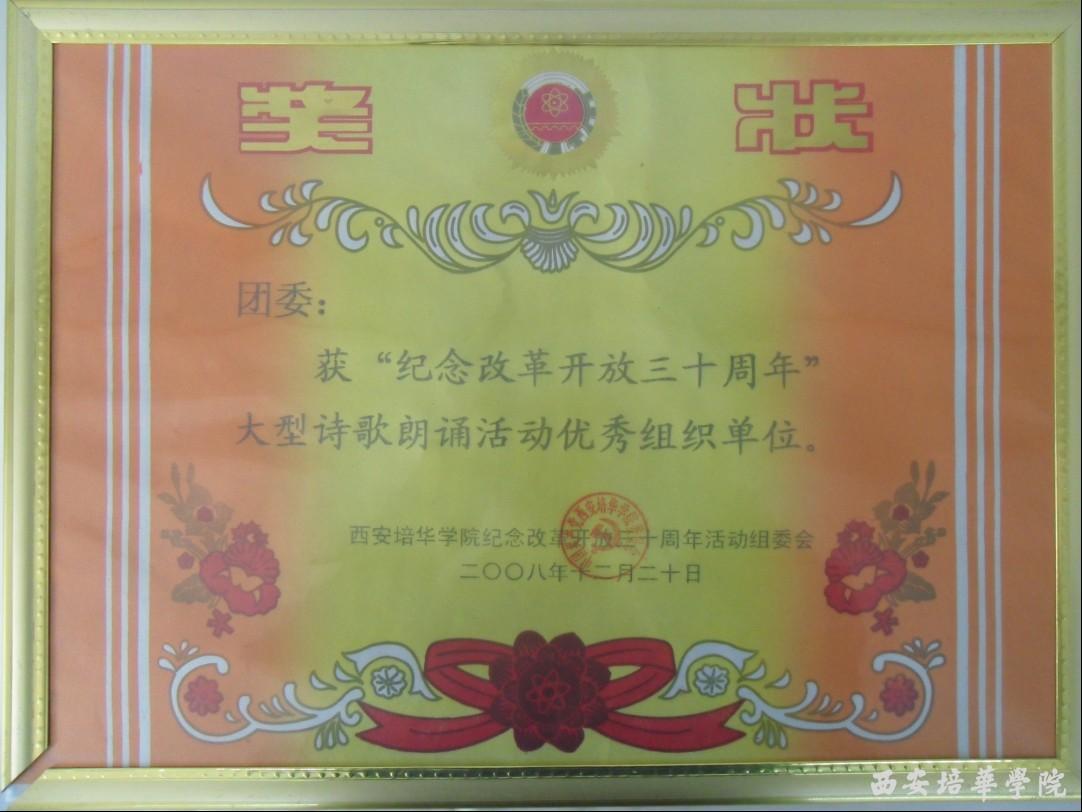 奖状
团委：
获“纪念改革开放三十周年”
大型诗歌朗诵活动优秀组织单位。
西安培华学院纪念改革开放三十周年活动组委会
二〇〇八年十二月二十日
西安培華學院